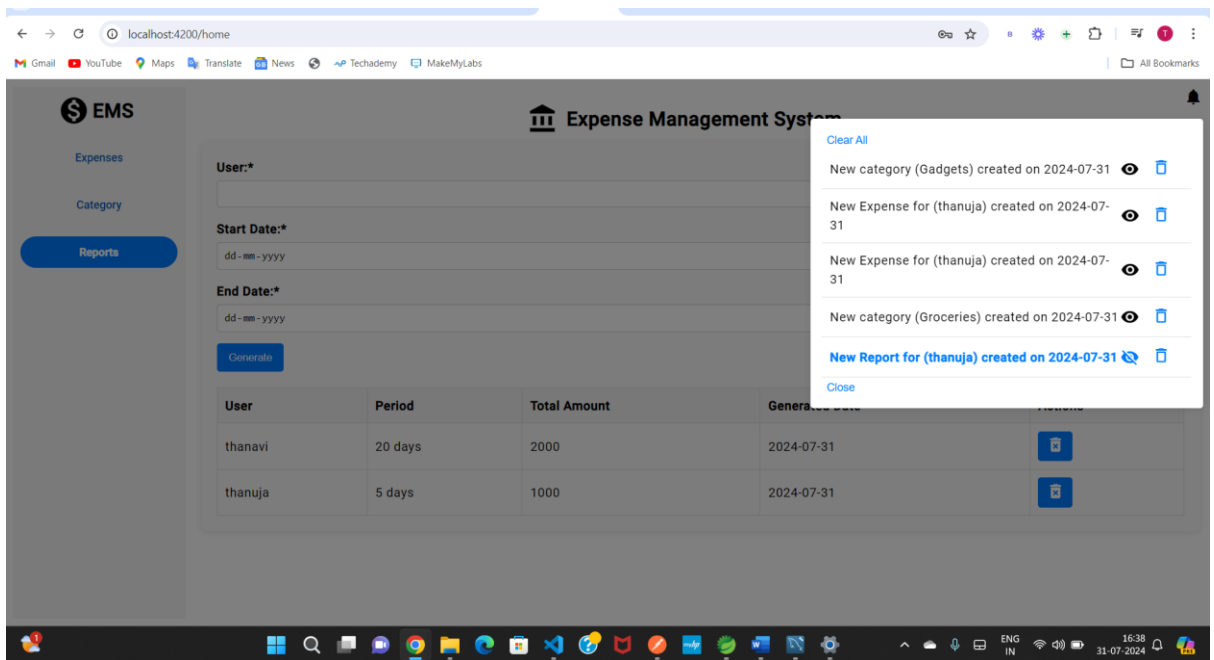 localhost:4200/home
Gmail YouTube Maps Translate News Techademy MakeMyLabs All Bookmarks
EMS
Expense Management System
Expenses
Category
Reports
User:*
Start Date:*
dd-mm-yyyy
End Date:*
dd-mm-yyyy
Generate
User Period Total Amount Generated Date Actions
thanavi 20 days 2000 2024-07-31
thanuja 5 days 1000 2024-07-31
Clear All
New category (Gadgets) created on 2024-07-31
New Expense for (thanuja) created on 2024-07-
31
New Expense for (thanuja) created on 2024-07-
31
New category (Groceries) created on 2024-07-31
New Report for (thanuja) created on 2024-07-31
Close
1
ENG
IN
16:38
31-07-2024